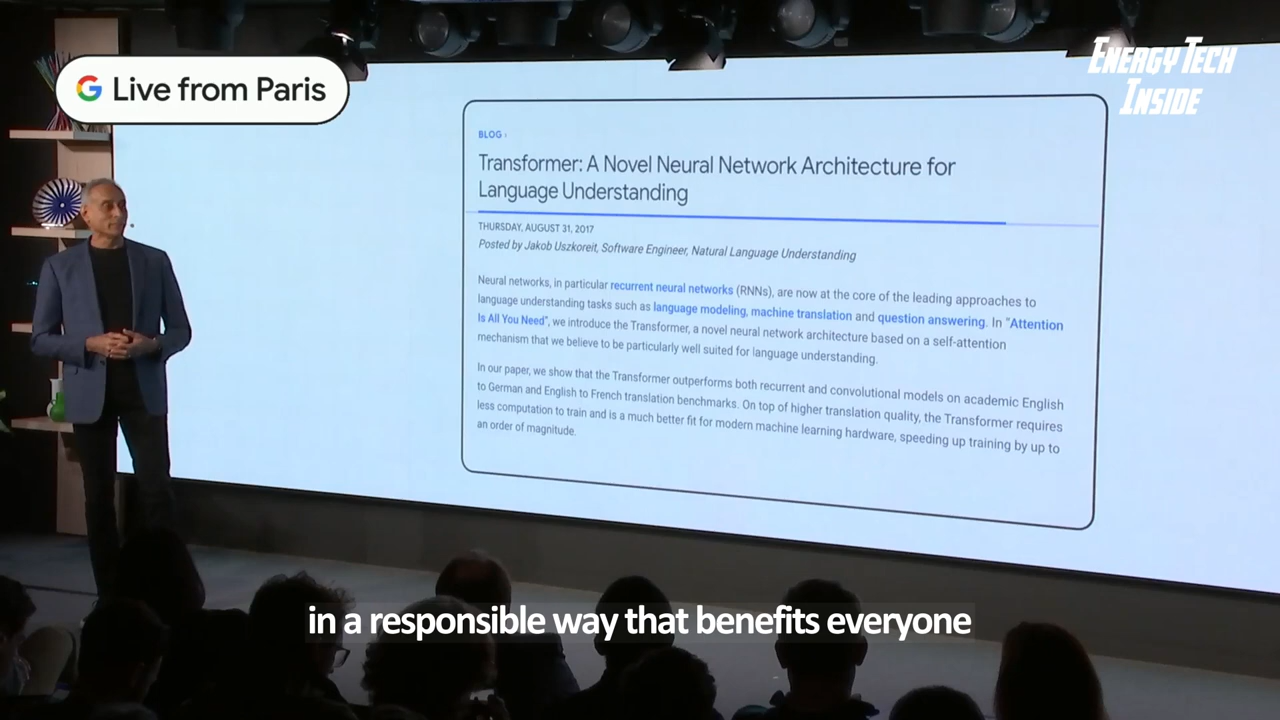 Live from Paris
ENERGY TECH
INSIDE
BLOG ›
Transformer: A Novel Neural Network Architecture for
Language Understanding
THURSDAY, AUGUST 31, 2017
Posted by Jakob Uszkoreit, Software Engineer, Natural Language Understanding
Neural networks, in particular recurrent neural networks (RNNs), are now at the core of the leading approaches to
language understanding tasks such as language modeling, machine translation and question answering. In "Attention
Is All You Need", we introduce the Transformer, a novel neural network architecture based on a self-attention
mechanism that we believe to be particularly well suited for language understanding.
In our paper, we show that the Transformer outperforms both recurrent and convolutional models on academic English
to German and English to French translation benchmarks. On top of higher translation quality, the Transformer requires
less computation to train and is a much better fit for modern machine learning hardware, speeding up training by up to
an order of magnitude.
in a responsible way that benefits everyone